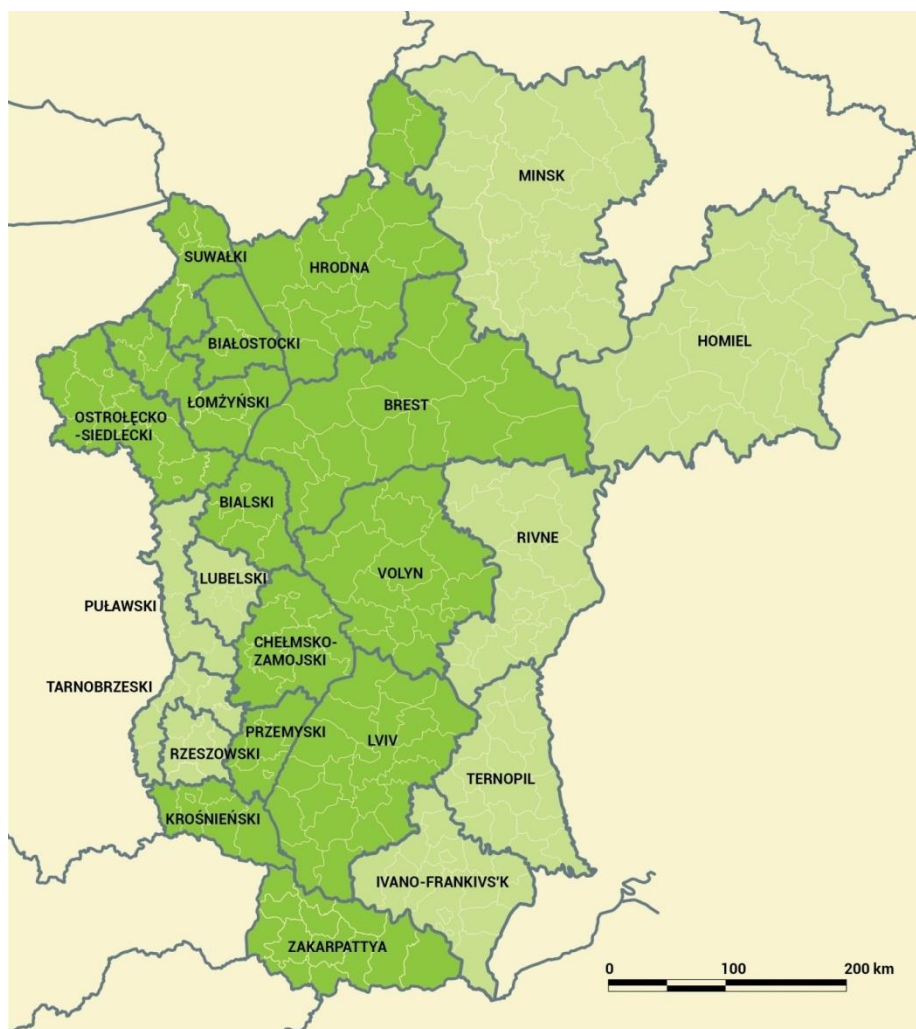 MINSK
SUWAŁKI
HRODNA
BIAŁOSTOCKI
HOMIEL
ŁOMŻYŃSKI
BREST
OSTROŁĘCKO
-SIEDLECKI
BIALSKI
RIVNE
LUBELSKI
VOLYN
PUŁAWSKI
CHEŁMSKO-
ZAMOJSKI
TARNOBRZESKI
PRZEMYSKI
LVIV
RZESZOWSKI
TERNOPIL
KROŚNIEŃSKI
IVANO-FRANKIVS'K
ZAKARPATTYA
0 100 200 km